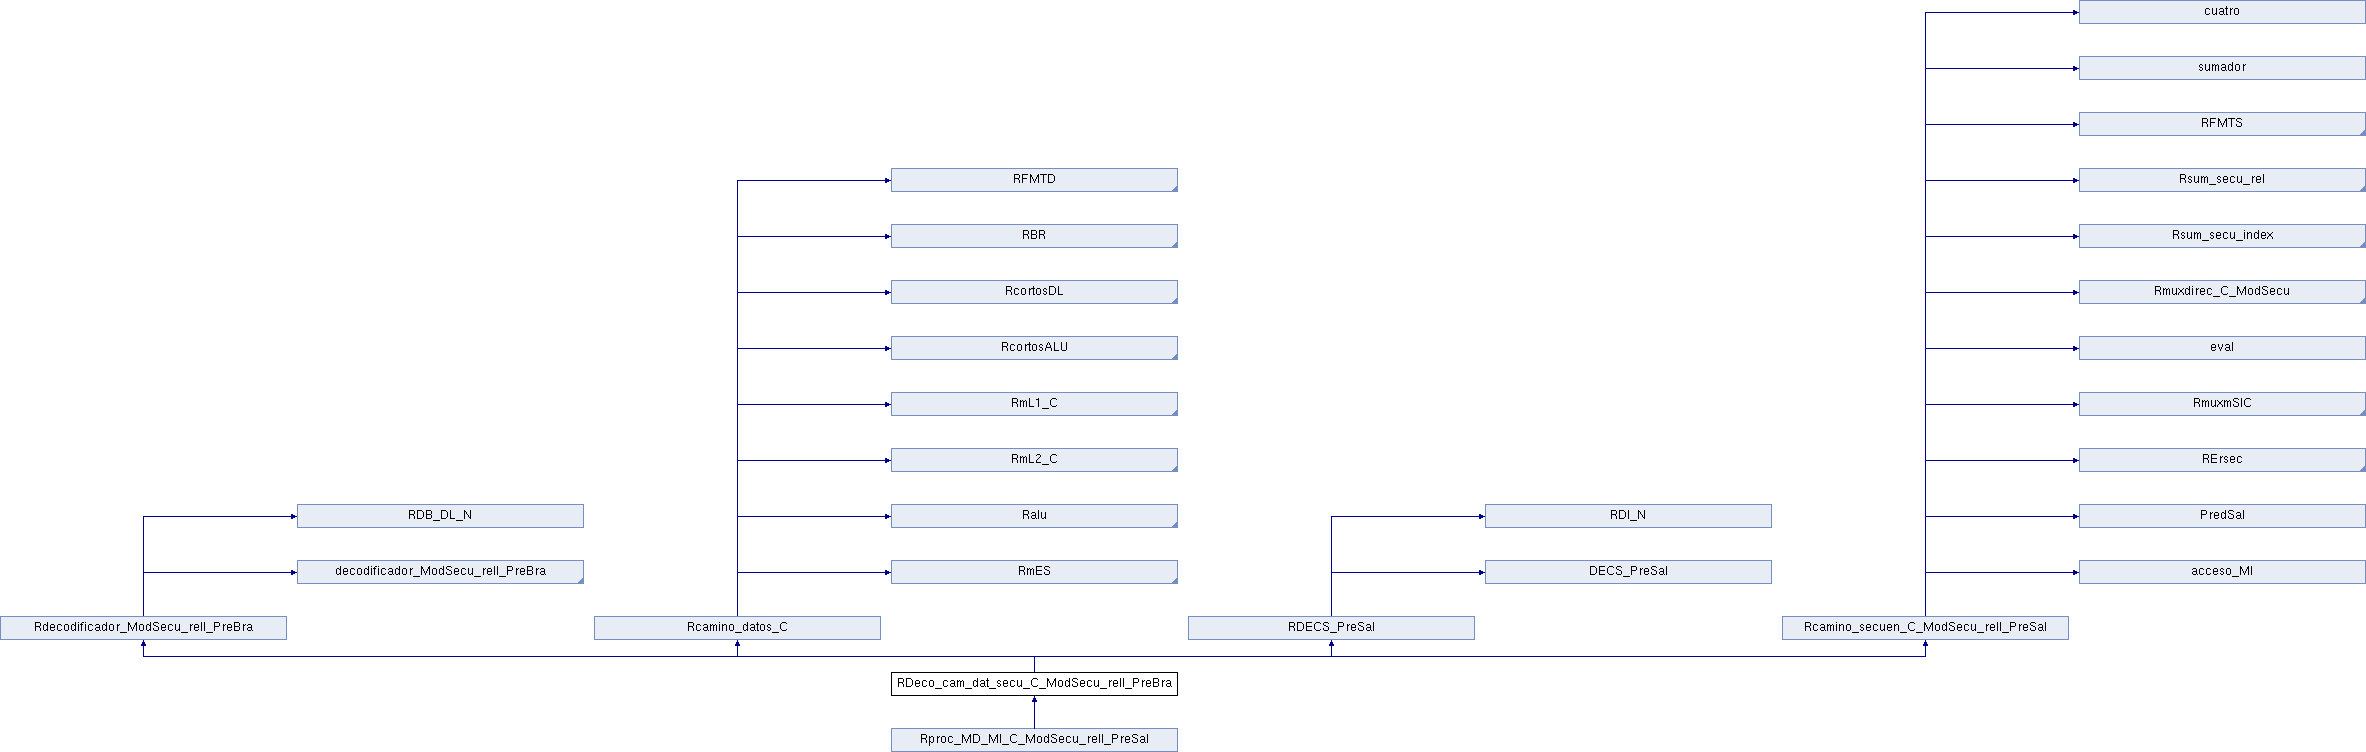 cuatro
sumador
RFMTS
RFMTD
Rsum_secu_rel
RBR
Rsum_secu_index
RcortosDL
Rmuxdirec_C_ModSecu
RcortosALU
eval
RmL1_C
RmuxmSIC
RmL2_C
RErsec
RDB_DL_N
Ralu
RDI_N
PredSal
decodificador_ModSecu_rell_PreBra
RmES
DECS_PreSal
acceso_MI
Rdecodificador_ModSecu_rell_PreBra
Rcamino_datos_C
RDECS_PreSal
Rcamino_secuen_C_ModSecu_rell_PreSal
RDeco_cam_dat_secu_C_ModSecu_rell_PreBra
Rproc_MD_MI_C_ModSecu_rell_PreSal